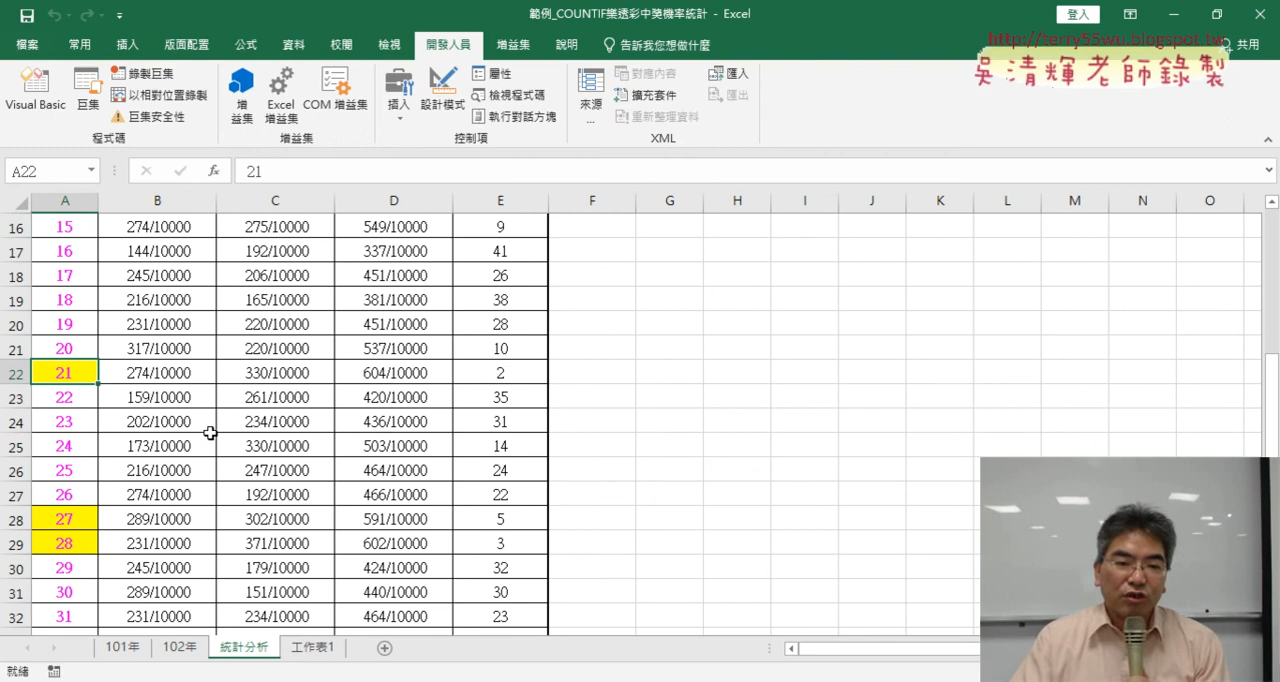 範例_COUNTIF樂透彩中獎機率統計 - Excel
登入
檔案 常用 插入 版面配置 公式 資料 校閱 檢視 開發人員 增益集 說明 告訴我您想做什麼 共用
http://terry55wu.blogspot.tw
吳清輝老師錄製
Visual Basic 巨集 錄製巨集 以相對位置錄製 巨集安全性 程式碼
增益集 Excel 增益集 COM 增益集 增益集
插入 設計模式 屬性 檢視程式碼 執行對話方塊 控制項
來源... 對應內容 擴充套件 重新整理資料 匯入 匯出 XML
A22 fx 21
A B C D E F G H I J K L M N O
16 15 274/10000 275/10000 549/10000 9
17 16 144/10000 192/10000 337/10000 41
18 17 245/10000 206/10000 451/10000 26
19 18 216/10000 165/10000 381/10000 38
20 19 231/10000 220/10000 451/10000 28
21 20 317/10000 220/10000 537/10000 10
22 21 274/10000 330/10000 604/10000 2
23 22 159/10000 261/10000 420/10000 35
24 23 202/10000 234/10000 436/10000 31
25 24 173/10000 330/10000 503/10000 14
26 25 216/10000 247/10000 464/10000 24
27 26 274/10000 192/10000 466/10000 22
28 27 289/10000 302/10000 591/10000 5
29 28 231/10000 371/10000 602/10000 3
30 29 245/10000 179/10000 424/10000 32
31 30 289/10000 151/10000 440/10000 30
32 31 231/10000 234/10000 464/10000 23
101年 102年 統計分析 工作表1
就緒